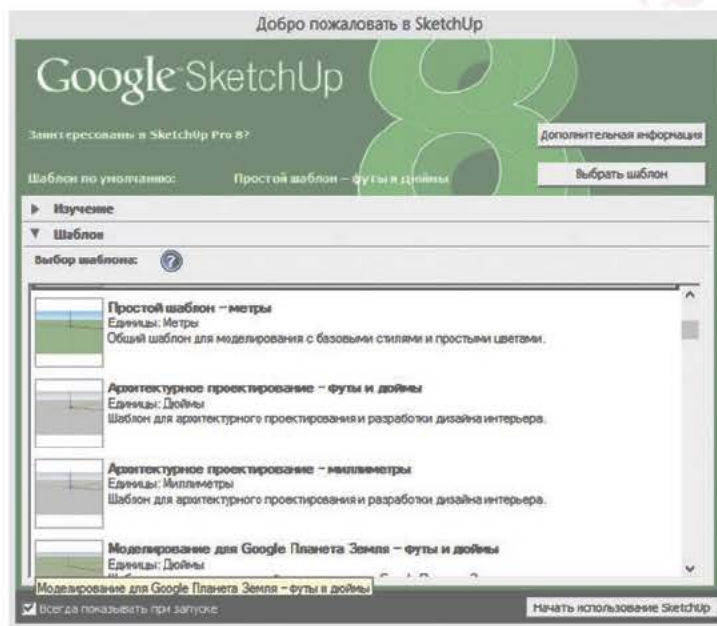 Добро пожаловать в SketchUp
Google SketchUp
Заинтересованы в SketchUp Pro 8?
Дополнительная информация
Шаблон по умолчанию: Простой шаблон – футы и дюймы
Выбрать шаблон
Изучение
Шаблон
Выбор шаблона: ?
Простой шаблон – метры
Единицы: Метры
Общий шаблон для моделирования с базовыми стилями и простыми цветами.
Архитектурное проектирование – футы и дюймы
Единицы: Дюймы
Шаблон для архитектурного проектирования и разработки дизайна интерьера.
Архитектурное проектирование – миллиметры
Единицы: Миллиметры
Шаблон для архитектурного проектирования и разработки дизайна интерьера.
Моделирование для Google Планета Земля – футы и дюймы
Единицы: Дюймы
Моделирование для Google Планета Земля – футы и дюймы
Всегда показывать при запуске
Начать использование SketchUp